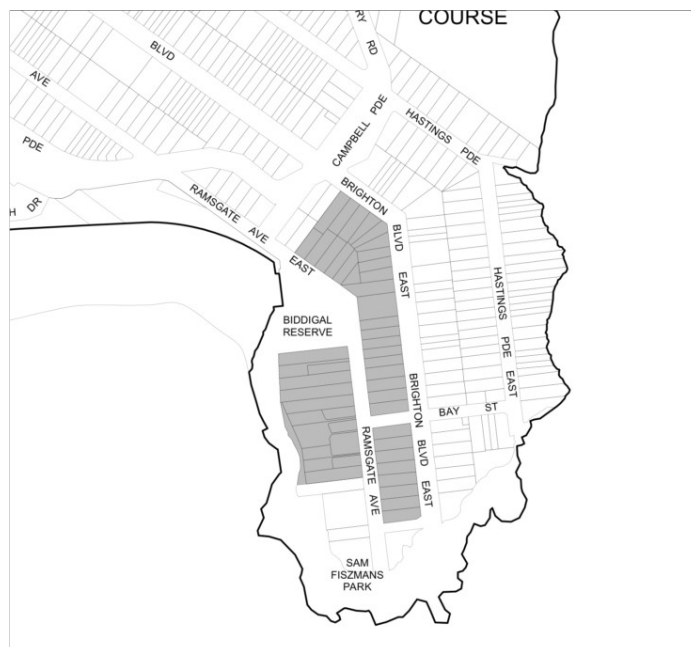 COURSE
RY RD
BLVD
AVE
CAMPBELL PDE
HASTINGS PDE
PDE
BRIGHTON
RAMSGATE AVE
H DR
BLVD EAST
EAST
HASTINGS PDE EAST
BIDDIGAL
RESERVE
BRIGHTON BLVD EAST
BAY ST
RAMSGATE AVE
SAM
FISZMANS
PARK